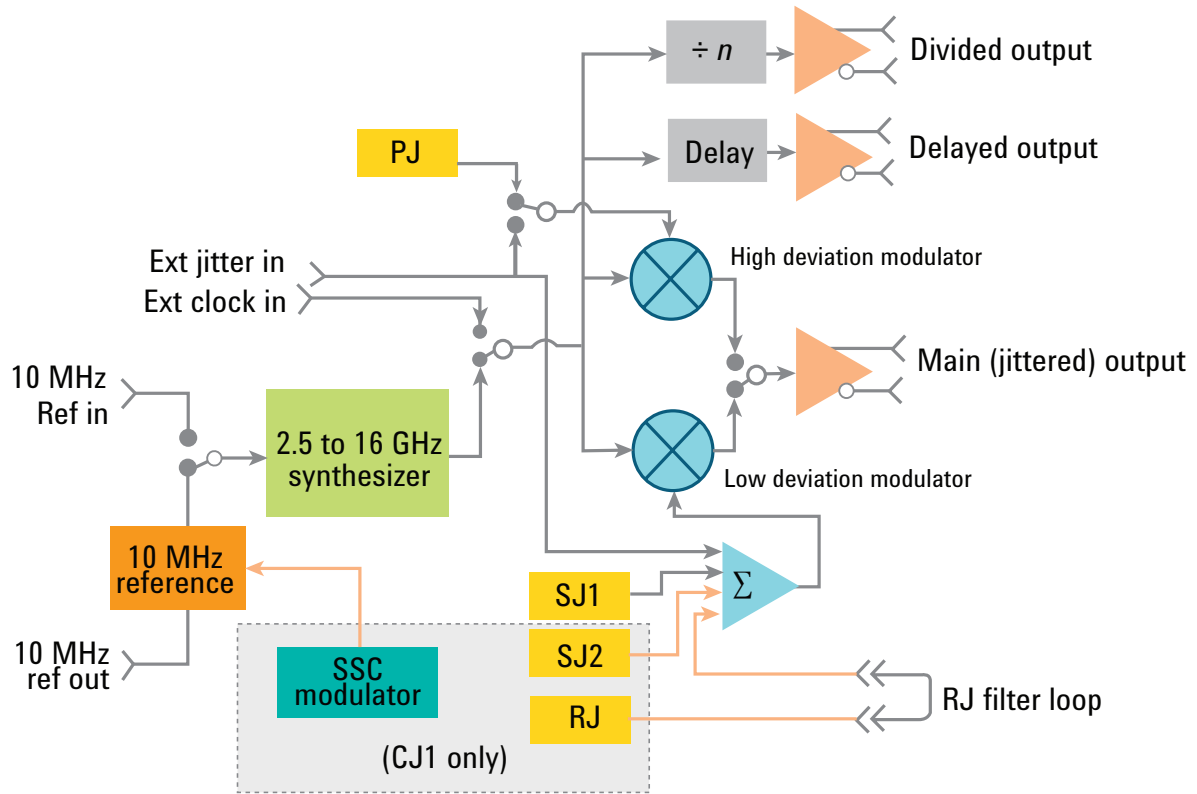 ÷ n
Divided output
PJ
Delay
Delayed output
Ext jitter in
Ext clock in
High deviation modulator
10 MHz
Ref in
2.5 to 16 GHz
synthesizer
Main (jittered) output
Low deviation modulator
10 MHz
reference
Σ
SJ1
SJ2
10 MHz
ref out
SSC
modulator
RJ
RJ filter loop
(CJ1 only)